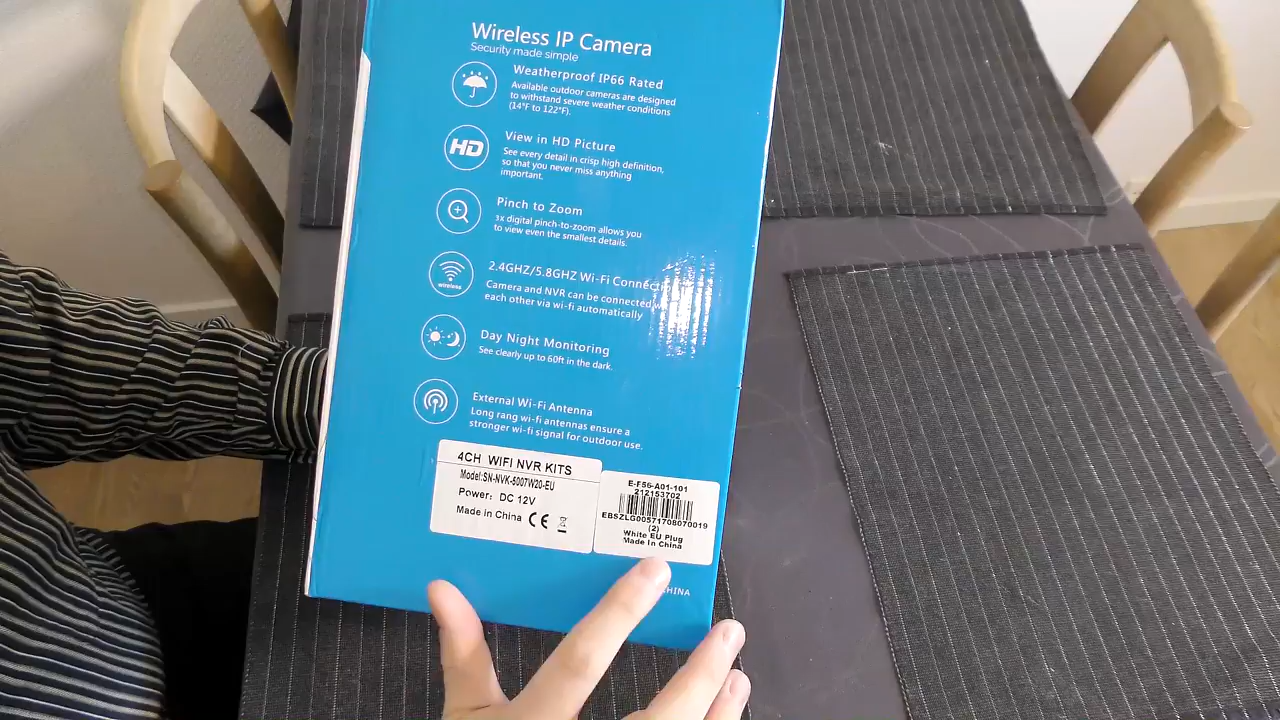 Wireless IP Camera
Security made simple
Weatherproof IP66 Rated
Available outdoor cameras are designed
to withstand severe weather conditions
(14°F to 122°F).
HD
View in HD Picture
See every detail in crisp high definition,
so that you never miss anything
important.
Pinch to Zoom
3x digital pinch-to-zoom allows you
to view even the smallest details.
wireless
2.4GHZ/5.8GHZ Wi-Fi
Camera and NVR can be connected
each other via wi-fi automatically
Day Night Monitoring
See clearly up to 60ft in the dark.
External Wi-Fi Antenna
Long rang wi-fi antennas ensure a
stronger wi-fi signal for outdoor use.
4CH WIFI NVR KITS
Model:SN-NVK-5007W20-EU
Power: DC 12V
Made in China CE
E-F56-A01-101
212153702
EBSZLG00571708070019
(2)
White EU Plug
Made In China